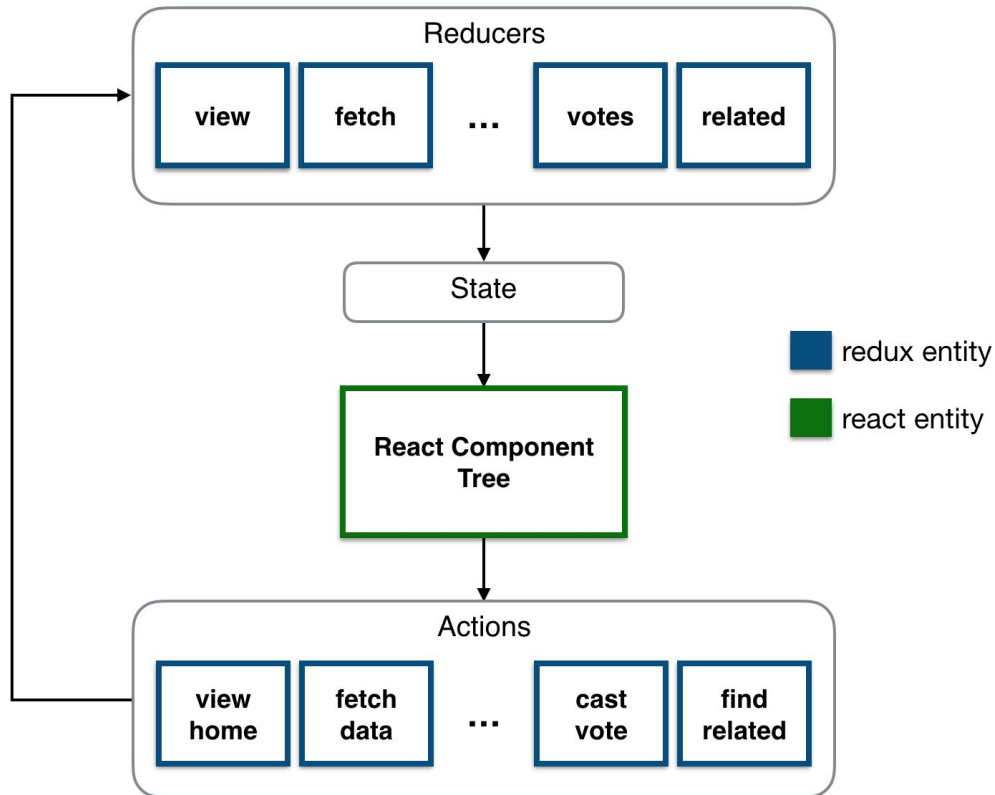 Reducers
view
fetch
...
votes
related
State
redux entity
react entity
React Component
Tree
Actions
view
home
fetch
data
...
cast
vote
find
related